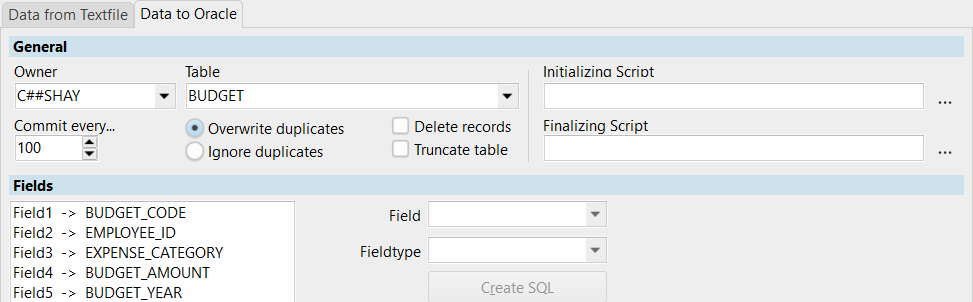 Data from Textfile Data to Oracle
General
Owner Table Initializing Script
C##SHAY BUDGET ...
Commit every... Overwrite duplicates Delete records Finalizing Script
100 Ignore duplicates Truncate table ...
Fields
Field1 -> BUDGET_CODE Field
Field2 -> EMPLOYEE_ID
Field3 -> EXPENSE_CATEGORY Fieldtype
Field4 -> BUDGET_AMOUNT
Field5 -> BUDGET_YEAR Create SQL